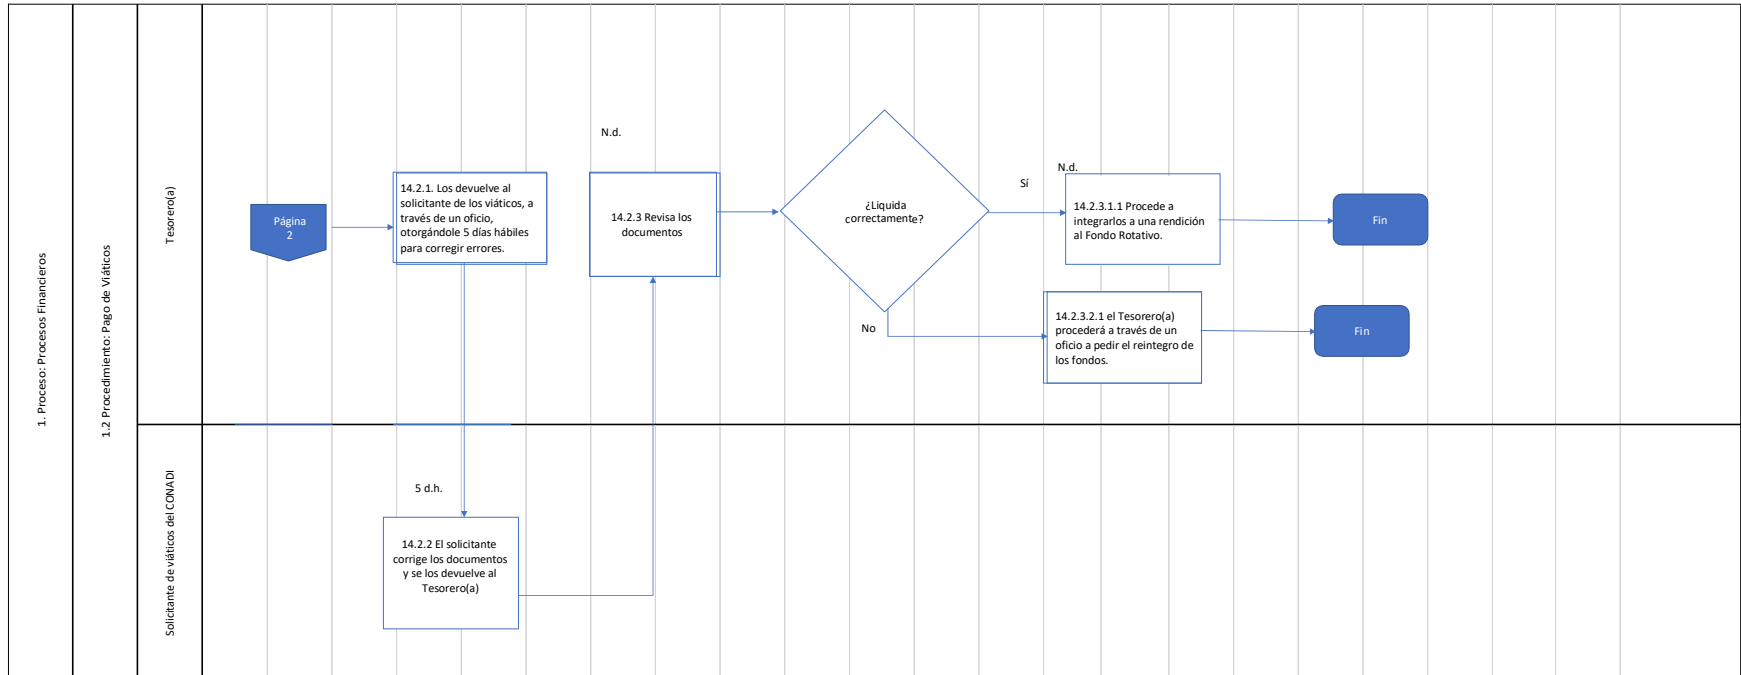 1. Proceso: Procesos Financieros
1.2 Procedimiento: Pago de Viáticos
Tesorero(a)
Página
2
14.2.1. Los devuelve al
solicitante de los viáticos, a
través de un oficio,
otorgándole 5 días hábiles
para corregir errores.
N.d.
14.2.3 Revisa los
documentos
¿Liquida
correctamente?
Sí
N.d.
14.2.3.1.1 Procede a
integrarlos a una rendición
al Fondo Rotativo.
Fin
No
14.2.3.2.1 el Tesorero(a)
procederá a través de un
oficio a pedir el reintegro de
los fondos.
Fin
Solicitante de viáticos del CONADI
5 d.h.
14.2.2 El solicitante
corrige los documentos
y se los devuelve al
Tesorero(a)